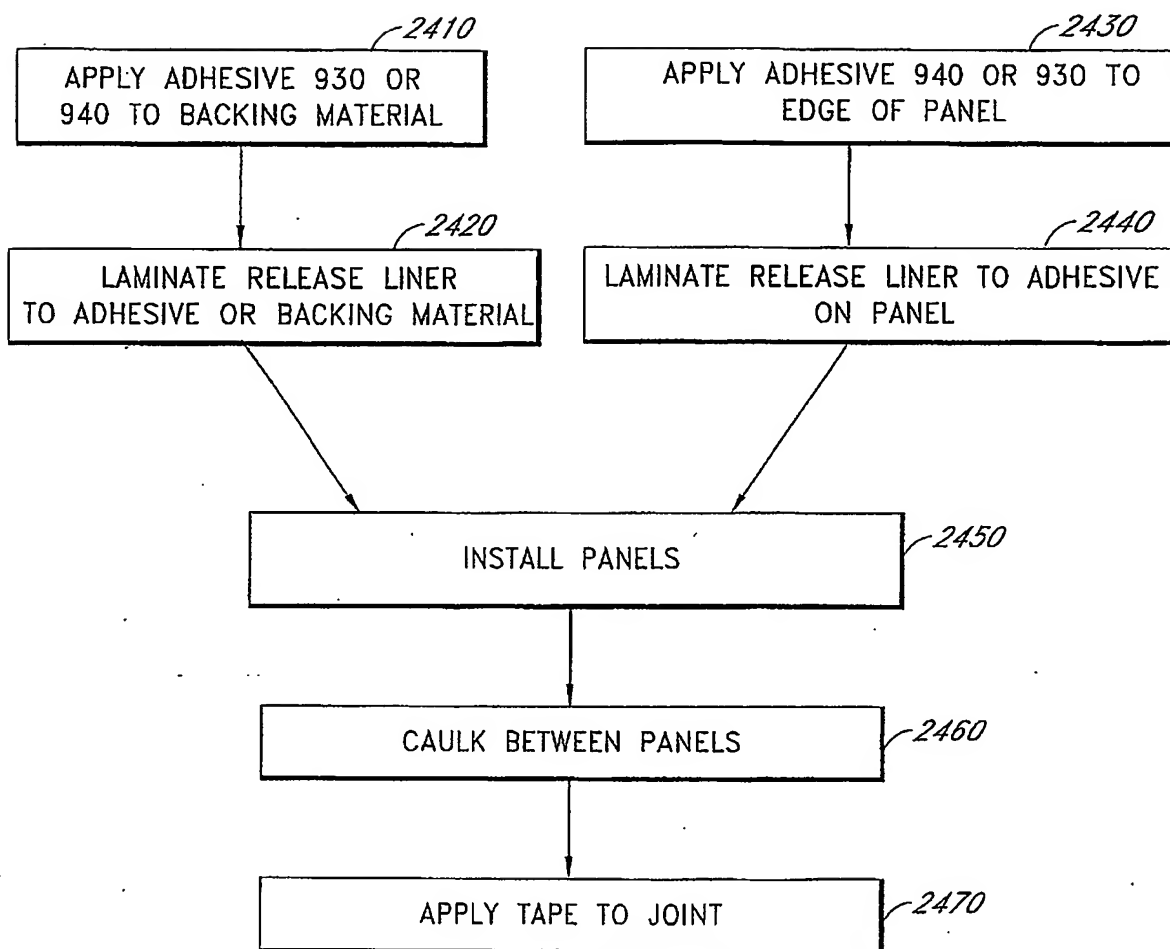 2410
APPLY ADHESIVE 930 OR
940 TO BACKING MATERIAL
2430
APPLY ADHESIVE 940 OR 930 TO
EDGE OF PANEL
2420
LAMINATE RELEASE LINER
TO ADHESIVE OR BACKING MATERIAL
2440
LAMINATE RELEASE LINER TO ADHESIVE
ON PANEL
2450
INSTALL PANELS
2460
CAULK BETWEEN PANELS
2470
APPLY TAPE TO JOINT